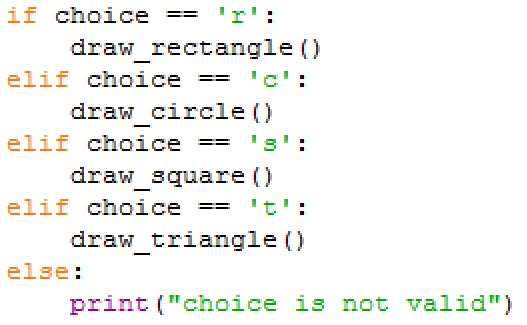 if choice == 'r':
    draw_rectangle()
elif choice == 'c':
    draw_circle()
elif choice == 's':
    draw_square()
elif choice == 't':
    draw_triangle()
else:
    print("choice is not valid")